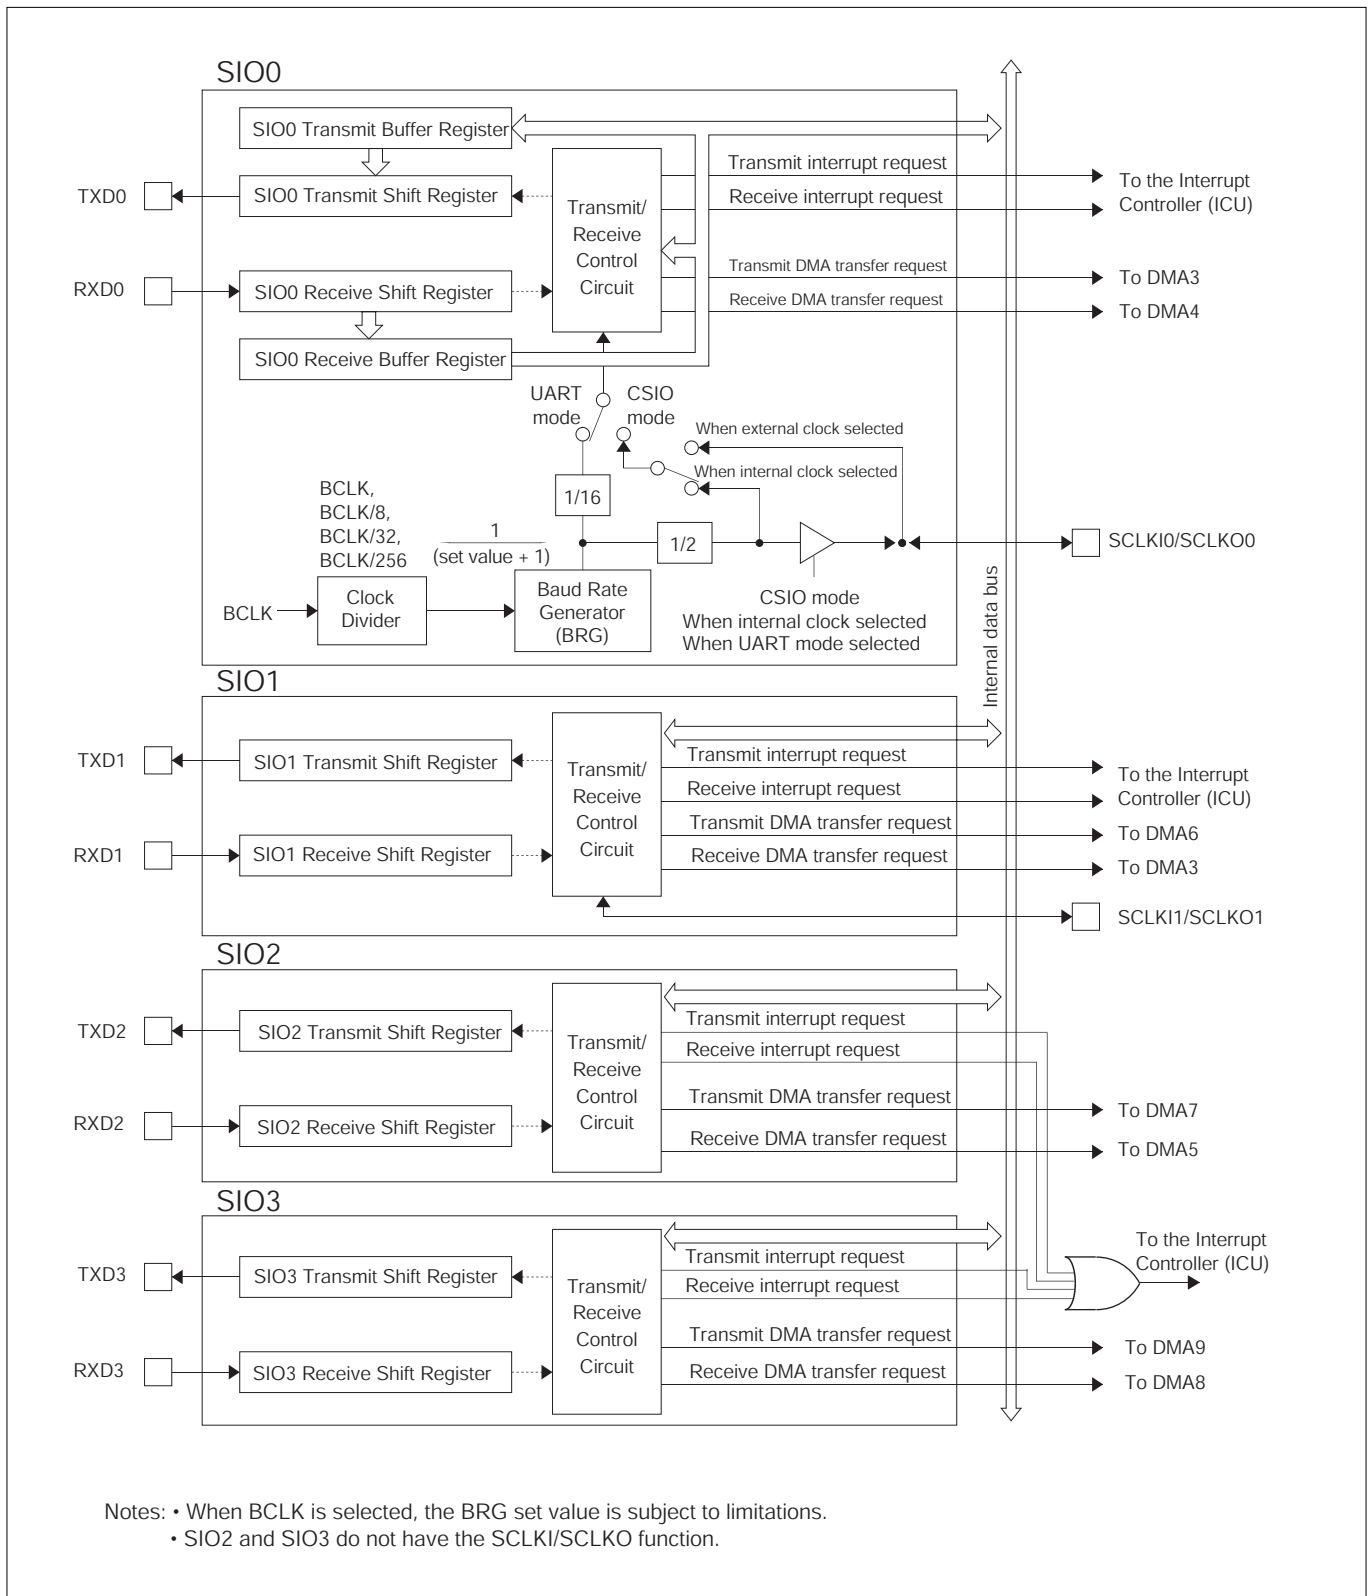 SIO0
SIO0 Transmit Buffer Register
TXD0
SIO0 Transmit Shift Register
Transmit/
Receive
Control
Circuit
Transmit interrupt request
Receive interrupt request
To the Interrupt
Controller (ICU)
RXD0
SIO0 Receive Shift Register
Transmit DMA transfer request
To DMA3
Receive DMA transfer request
To DMA4
SIO0 Receive Buffer Register
UART
mode
CSIO
mode
When external clock selected
When internal clock selected
1/16
BCLK,
BCLK/8,
BCLK/32,
BCLK/256
1
(set value + 1)
1/2
SCLKI0/SCLKO0
BCLK
Clock
Divider
Baud Rate
Generator
(BRG)
CSIO mode
When internal clock selected
When UART mode selected
Internal data bus
SIO1
TXD1
SIO1 Transmit Shift Register
Transmit/
Receive
Control
Circuit
Transmit interrupt request
Receive interrupt request
To the Interrupt
Controller (ICU)
Transmit DMA transfer request
To DMA6
RXD1
SIO1 Receive Shift Register
Receive DMA transfer request
To DMA3
SCLKI1/SCLKO1
SIO2
TXD2
SIO2 Transmit Shift Register
Transmit/
Receive
Control
Circuit
Transmit interrupt request
Receive interrupt request
RXD2
SIO2 Receive Shift Register
Transmit DMA transfer request
To DMA7
Receive DMA transfer request
To DMA5
SIO3
TXD3
SIO3 Transmit Shift Register
Transmit/
Receive
Control
Circuit
Transmit interrupt request
Receive interrupt request
To the Interrupt
Controller (ICU)
RXD3
SIO3 Receive Shift Register
Transmit DMA transfer request
To DMA9
Receive DMA transfer request
To DMA8
Notes: • When BCLK is selected, the BRG set value is subject to limitations.
• SIO2 and SIO3 do not have the SCLKI/SCLKO function.